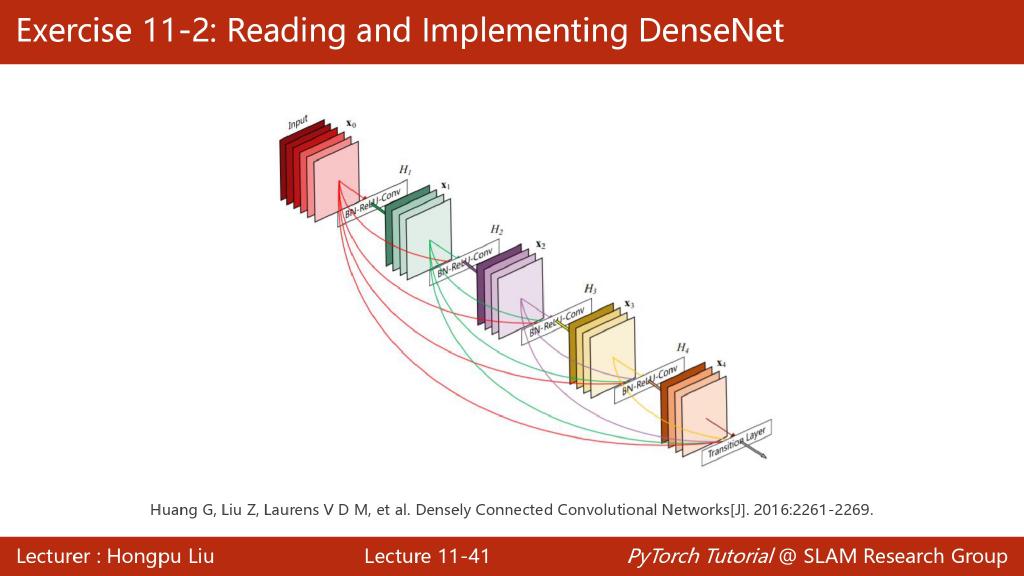 Exercise 11-2: Reading and Implementing DenseNet
Input
x0
H1
BN-ReLU-Conv
x1
H2
BN-ReLU-Conv
x2
H3
BN-ReLU-Conv
x3
H4
BN-ReLU-Conv
x4
Transition Layer
Huang G, Liu Z, Laurens V D M, et al. Densely Connected Convolutional Networks[J]. 2016:2261-2269.
Lecturer : Hongpu Liu Lecture 11-41 PyTorch Tutorial @ SLAM Research Group